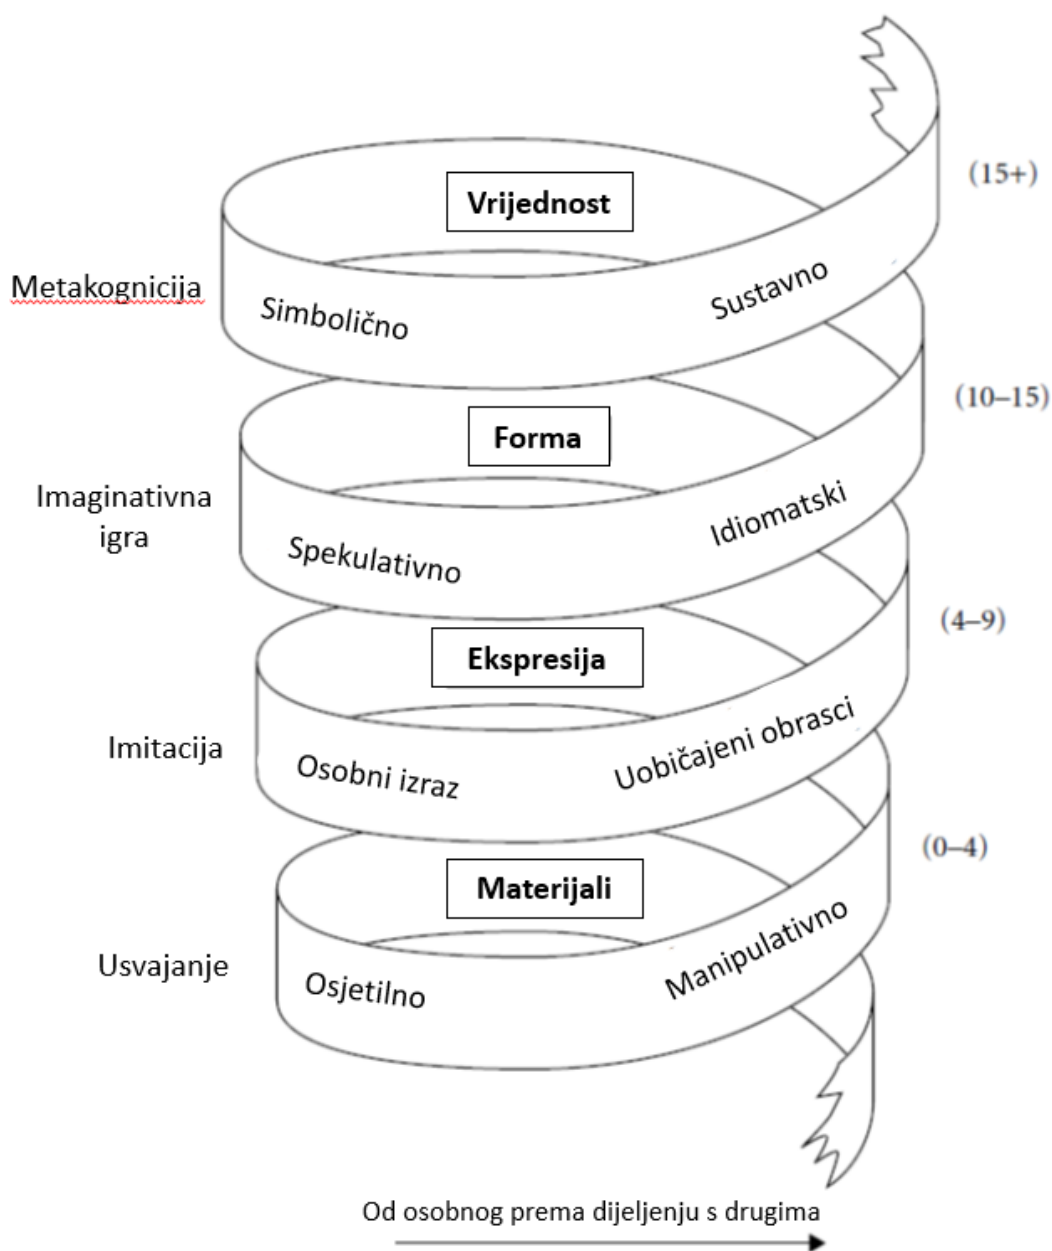 (15+)
Vrijednost
Metakognicija
Simbolično
Sustavno
(10–15)
Forma
Imaginativna
igra
Spekulativno
Idiomatski
(4–9)
Ekspresija
Imitacija
Osobni izraz
Uobičajeni obrasci
(0–4)
Materijali
Usvajanje
Osjetilno
Manipulativno
Od osobnog prema dijeljenju s drugima